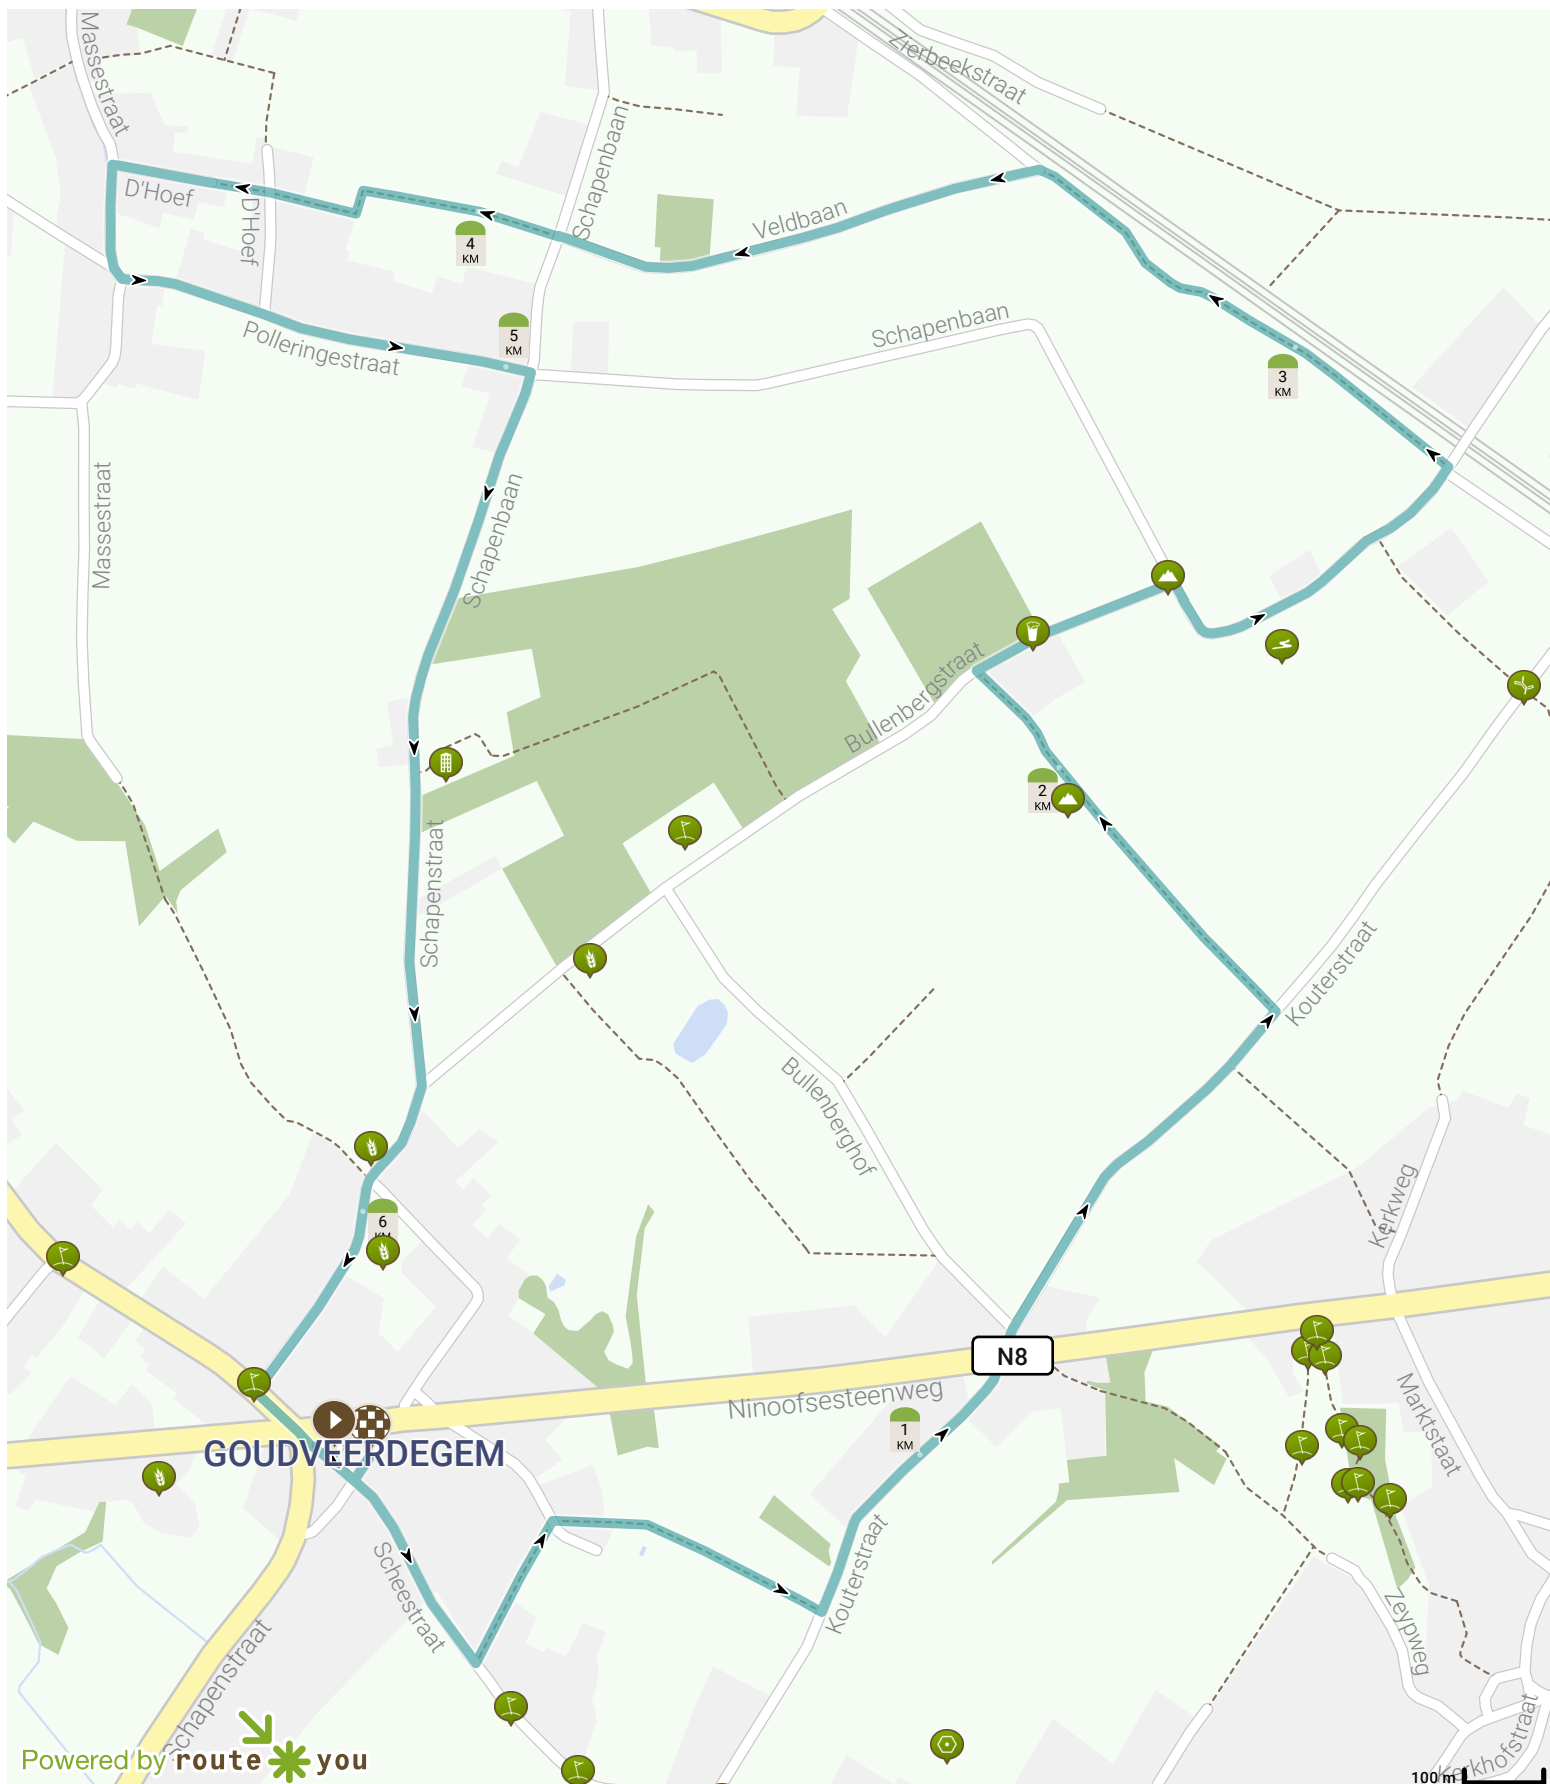 Massestraat
Zierbeekstraat
Schapenbaan
D'Hoef
D'Hoef
Veldbaan
4
KM
Schapenbaan
5
KM
Polleringestraat
3
KM
Massestraat
Schapenbaan
Bullenbergstraat
2
KM
Schapenstraat
Kouterstraat
Bullenberghof
Kerkweg
6
KM
N8
Ninoofsesteenweg
Marktstaat
1
KM
GOUDVEERDEGEM
Scheestraat
Kouterstraat
Zeypweg
Schapenstraat
Kerkhofstraat
Powered by route you
100 m